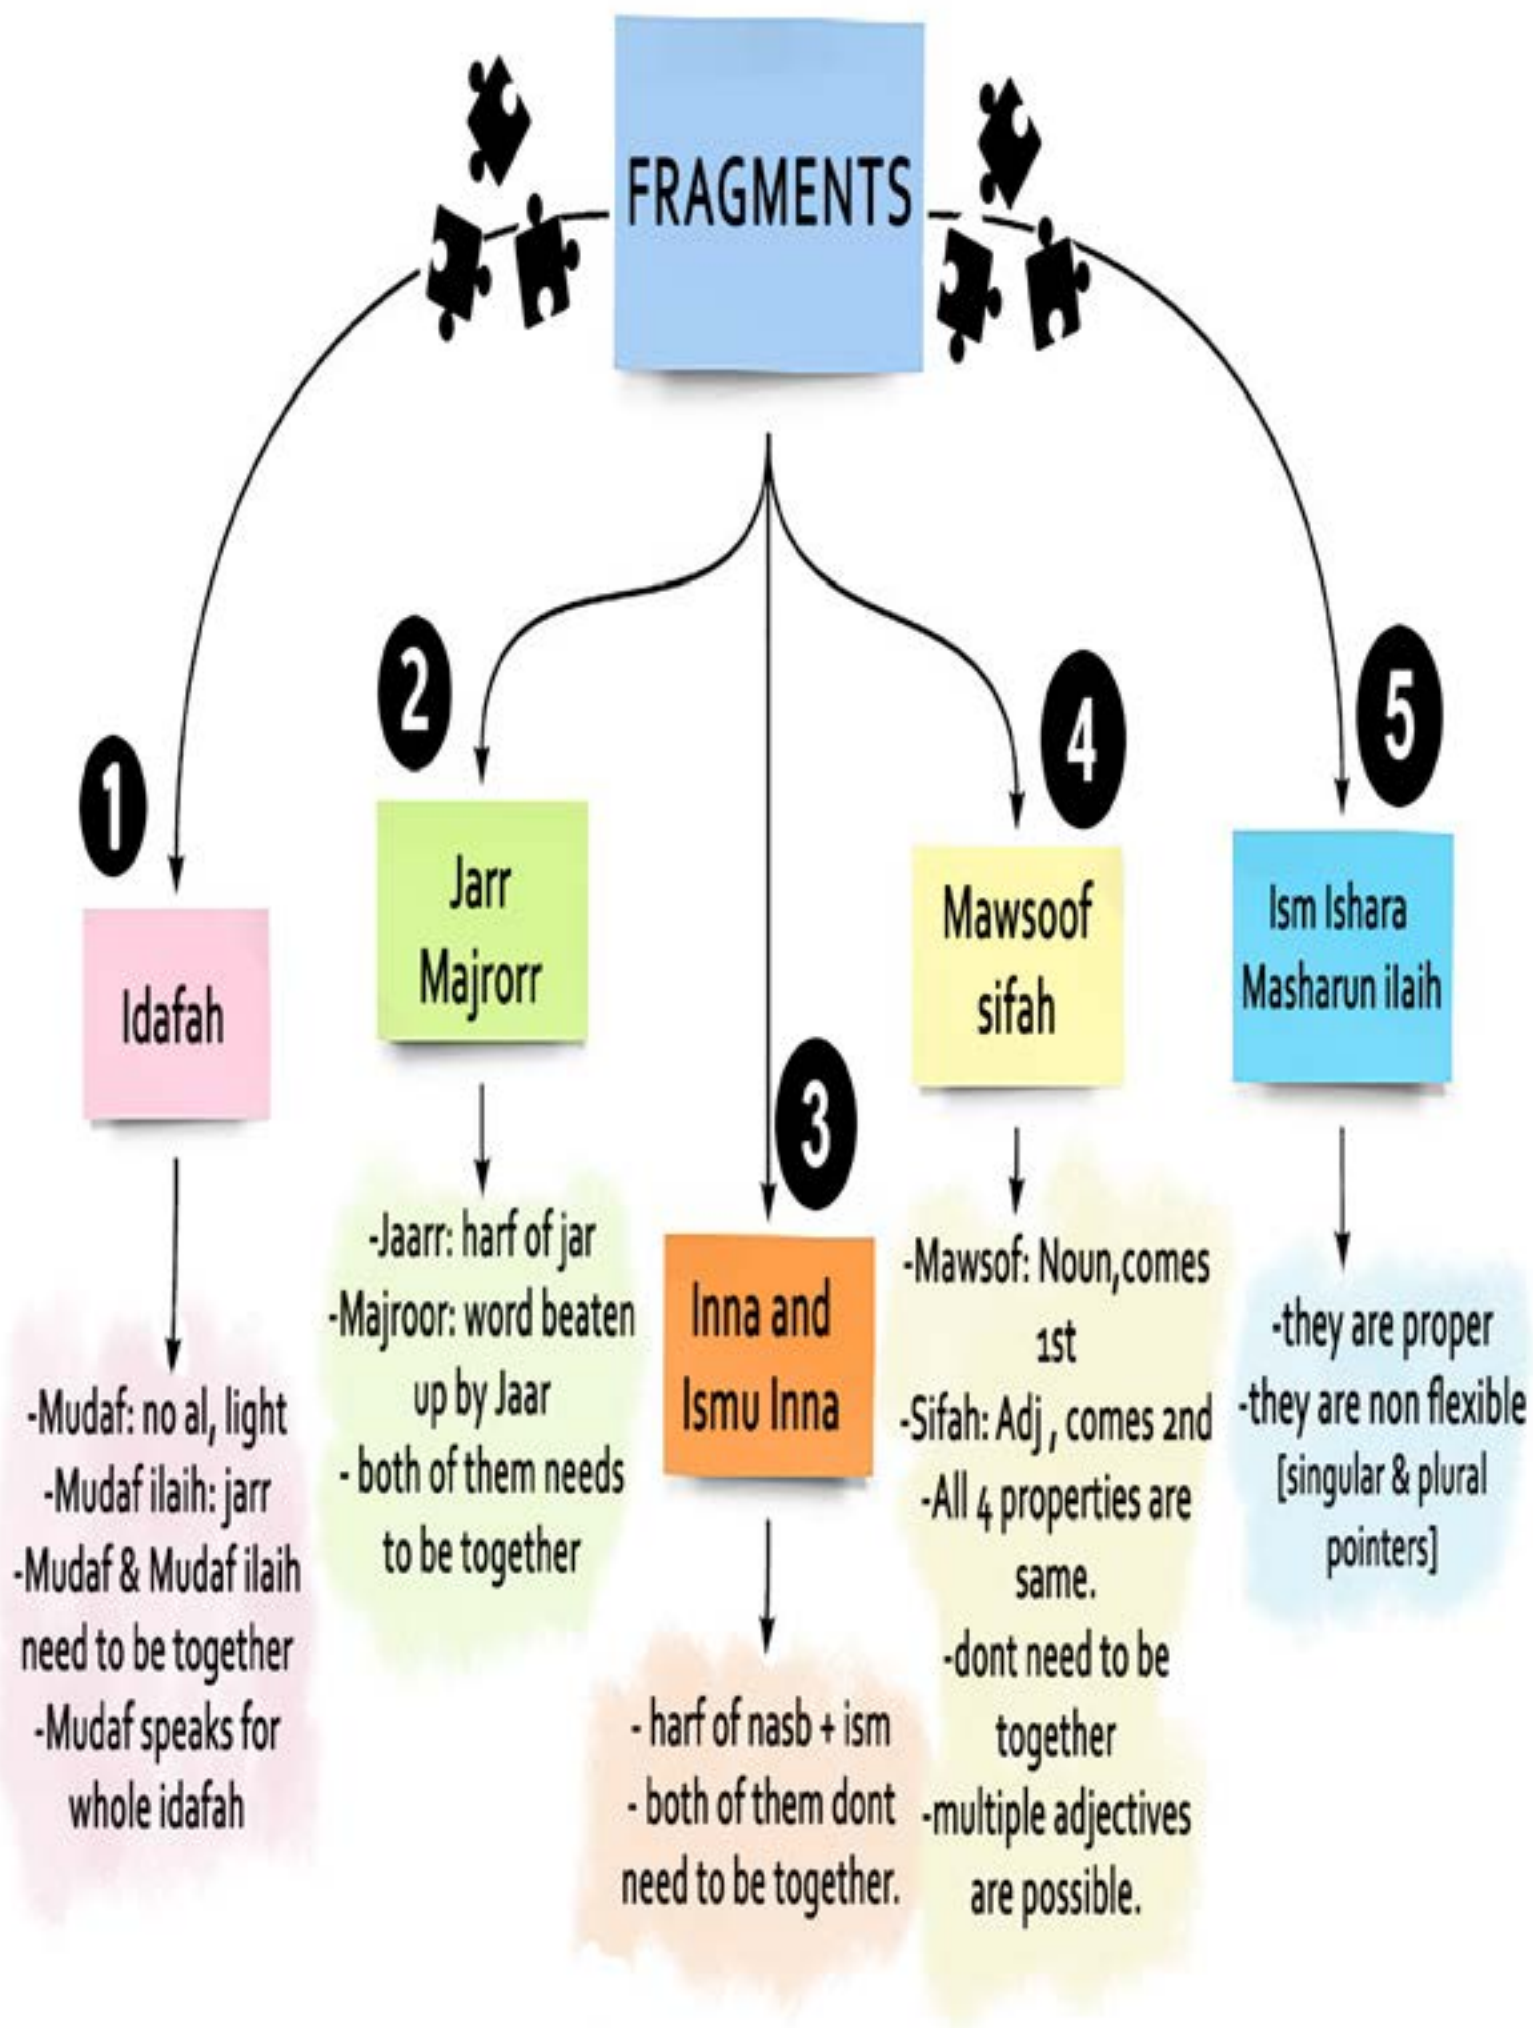 FRAGMENTS
1
Idafah
-Mudaf: no al, light
-Mudaf ilaih: jarr
-Mudaf & Mudaf ilaih
need to be together
-Mudaf speaks for
whole idafah
2
Jarr
Majrorr
-Jaarr: harf of jar
-Majroor: word beaten
up by Jaar
- both of them needs
to be together
3
Inna and
Ismu Inna
- harf of nasb + ism
- both of them dont
need to be together.
4
Mawsoof
sifah
-Mawsof: Noun,comes
1st
-Sifah: Adj , comes 2nd
-All 4 properties are
same.
-dont need to be
together
-multiple adjectives
are possible.
5
Ism Ishara
Masharun ilaih
-they are proper
-they are non flexible
[singular & plural
pointers]